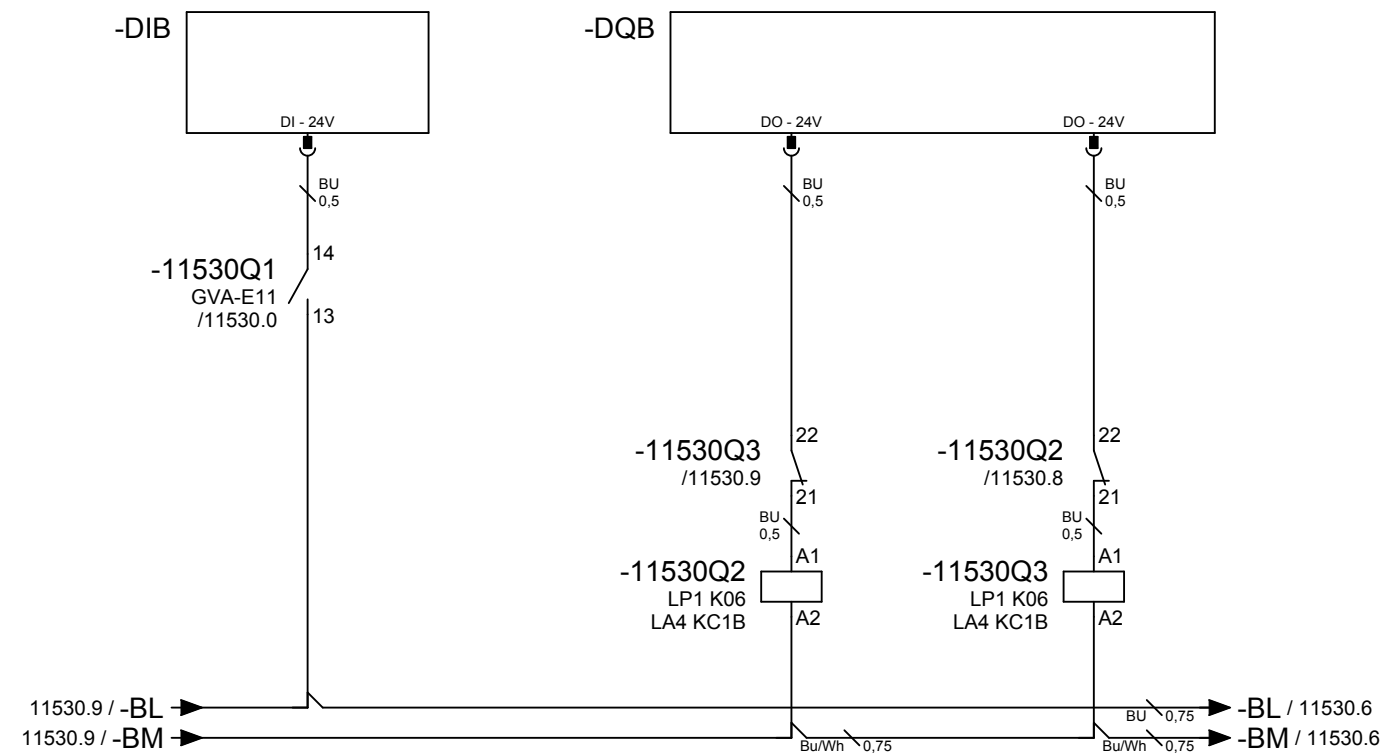 -DIB
-DQB
DI - 24V
DO - 24V
DO - 24V
BU
0,5
BU
0,5
BU
0,5
14
-11530Q1
GVA-E11
/11530.0
13
22
-11530Q3
/11530.9
21
22
-11530Q2
/11530.8
21
BU
0,5
BU
0,5
A1
-11530Q2
LP1 K06
LA4 KC1B
A2
A1
-11530Q3
LP1 K06
LA4 KC1B
A2
11530.9 / -BL
BU 0,75
-BL / 11530.6
11530.9 / -BM
Bu/Wh 0,75
Bu/Wh 0,75
-BM / 11530.6